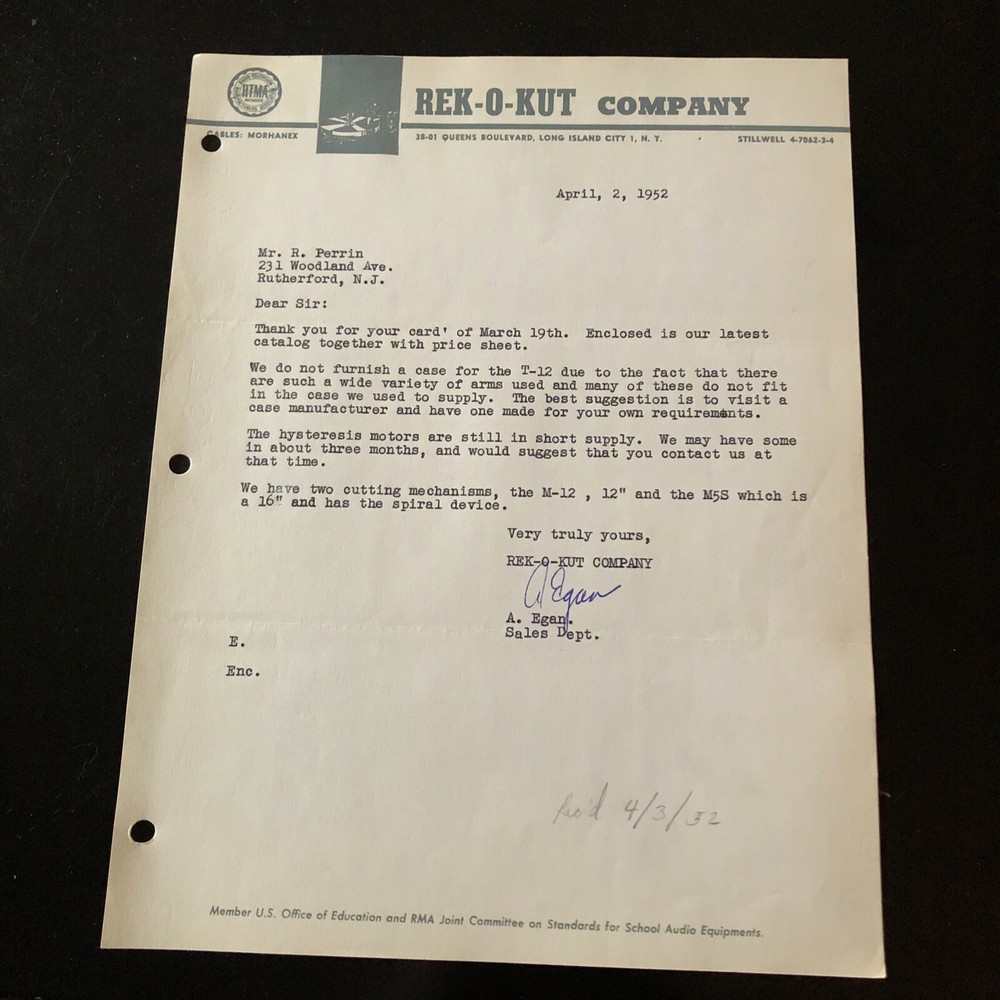 RTMA
MEMBER
REK-O-KUT COMPANY
CABLES: MORHANEX
38-01 QUEENS BOULEVARD, LONG ISLAND CITY 1, N. Y. • STILLWELL 4-7062-3-4
April, 2, 1952
Mr. R. Perrin
231 Woodland Ave.
Rutherford, N.J.
Dear Sir:
Thank you for your card' of March 19th. Enclosed is our latest
catalog together with price sheet.
We do not furnish a case for the T-12 due to the fact that there
are such a wide variety of arms used and many of these do not fit
in the case we used to supply. The best suggestion is to visit a
case manufacturer and have one made for your own requirements.
The hysteresis motors are still in short supply. We may have some
in about three months, and would suggest that you contact us at
that time.
We have two cutting mechanisms, the M-12 , 12" and the M5S which is
a 16" and has the spiral device.
Very truly yours,
REK-O-KUT COMPANY
A Egan
A. Egan.
Sales Dept.
E.
Enc.
Rec'd 4/3/52
Member U.S. Office of Education and RMA Joint Committee on Standards for School Audio Equipments.